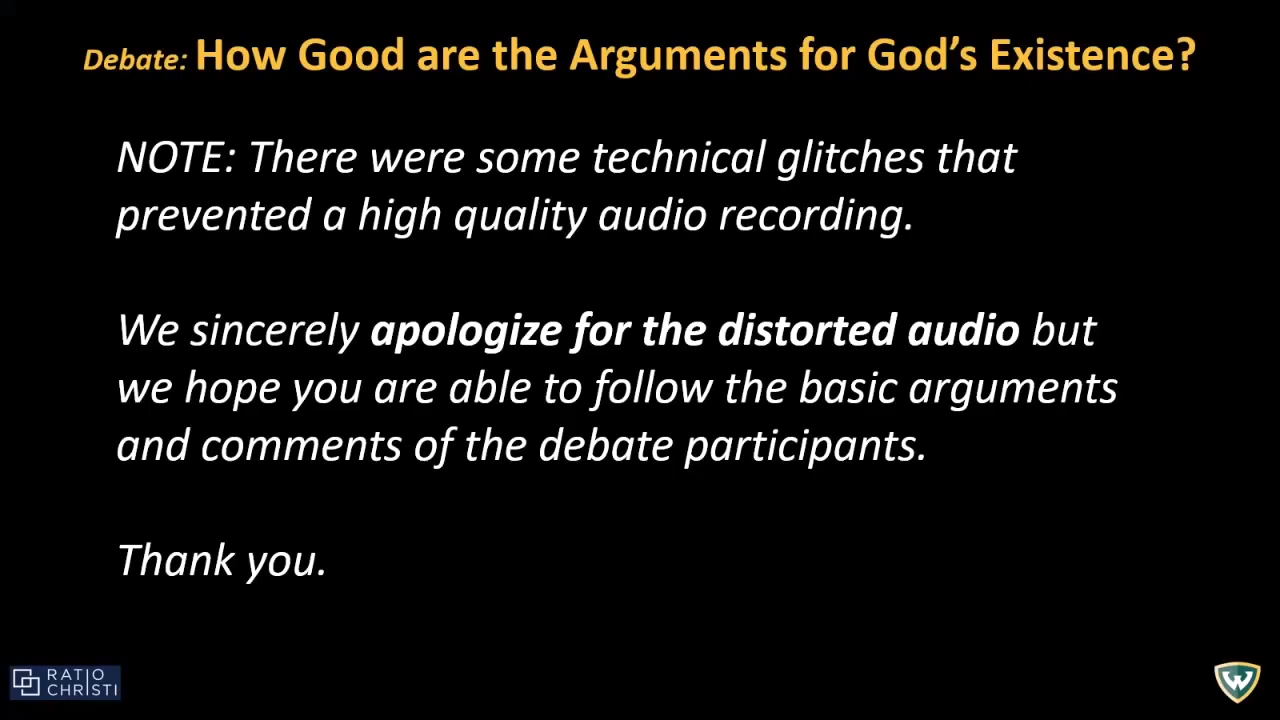 Debate: How Good are the Arguments for God's Existence?
NOTE: There were some technical glitches that
prevented a high quality audio recording.
We sincerely apologize for the distorted audio but
we hope you are able to follow the basic arguments
and comments of the debate participants.
Thank you.
RATIO
CHRISTI
W